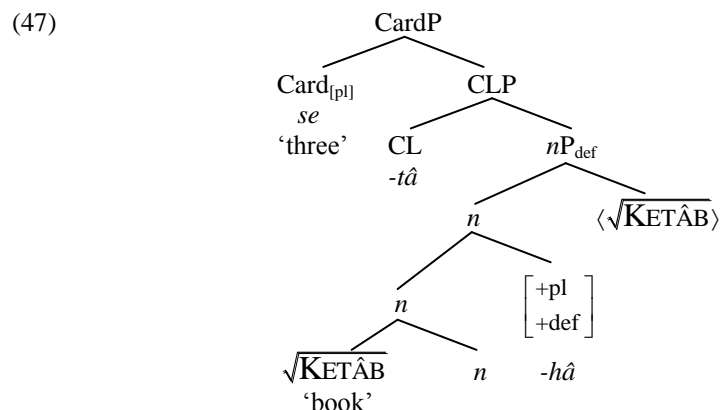 (47) CardP
Card[pl] CLP
se
‘three’ CL nPdef
-tâ
n ⟨√KETÂB⟩
n [+pl
+def]
√KETÂB n -hâ
‘book’